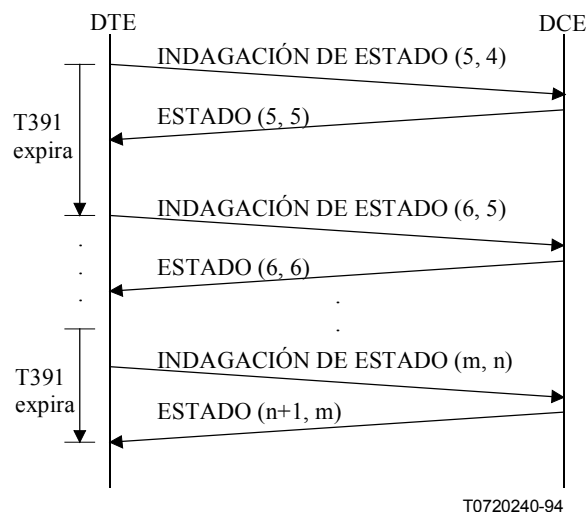 DTE
DCE
INDAGACIÓN DE ESTADO (5, 4)
ESTADO (5, 5)
T391
expira
INDAGACIÓN DE ESTADO (6, 5)
ESTADO (6, 6)
INDAGACIÓN DE ESTADO (m, n)
T391
expira
ESTADO (n+1, m)
T0720240-94